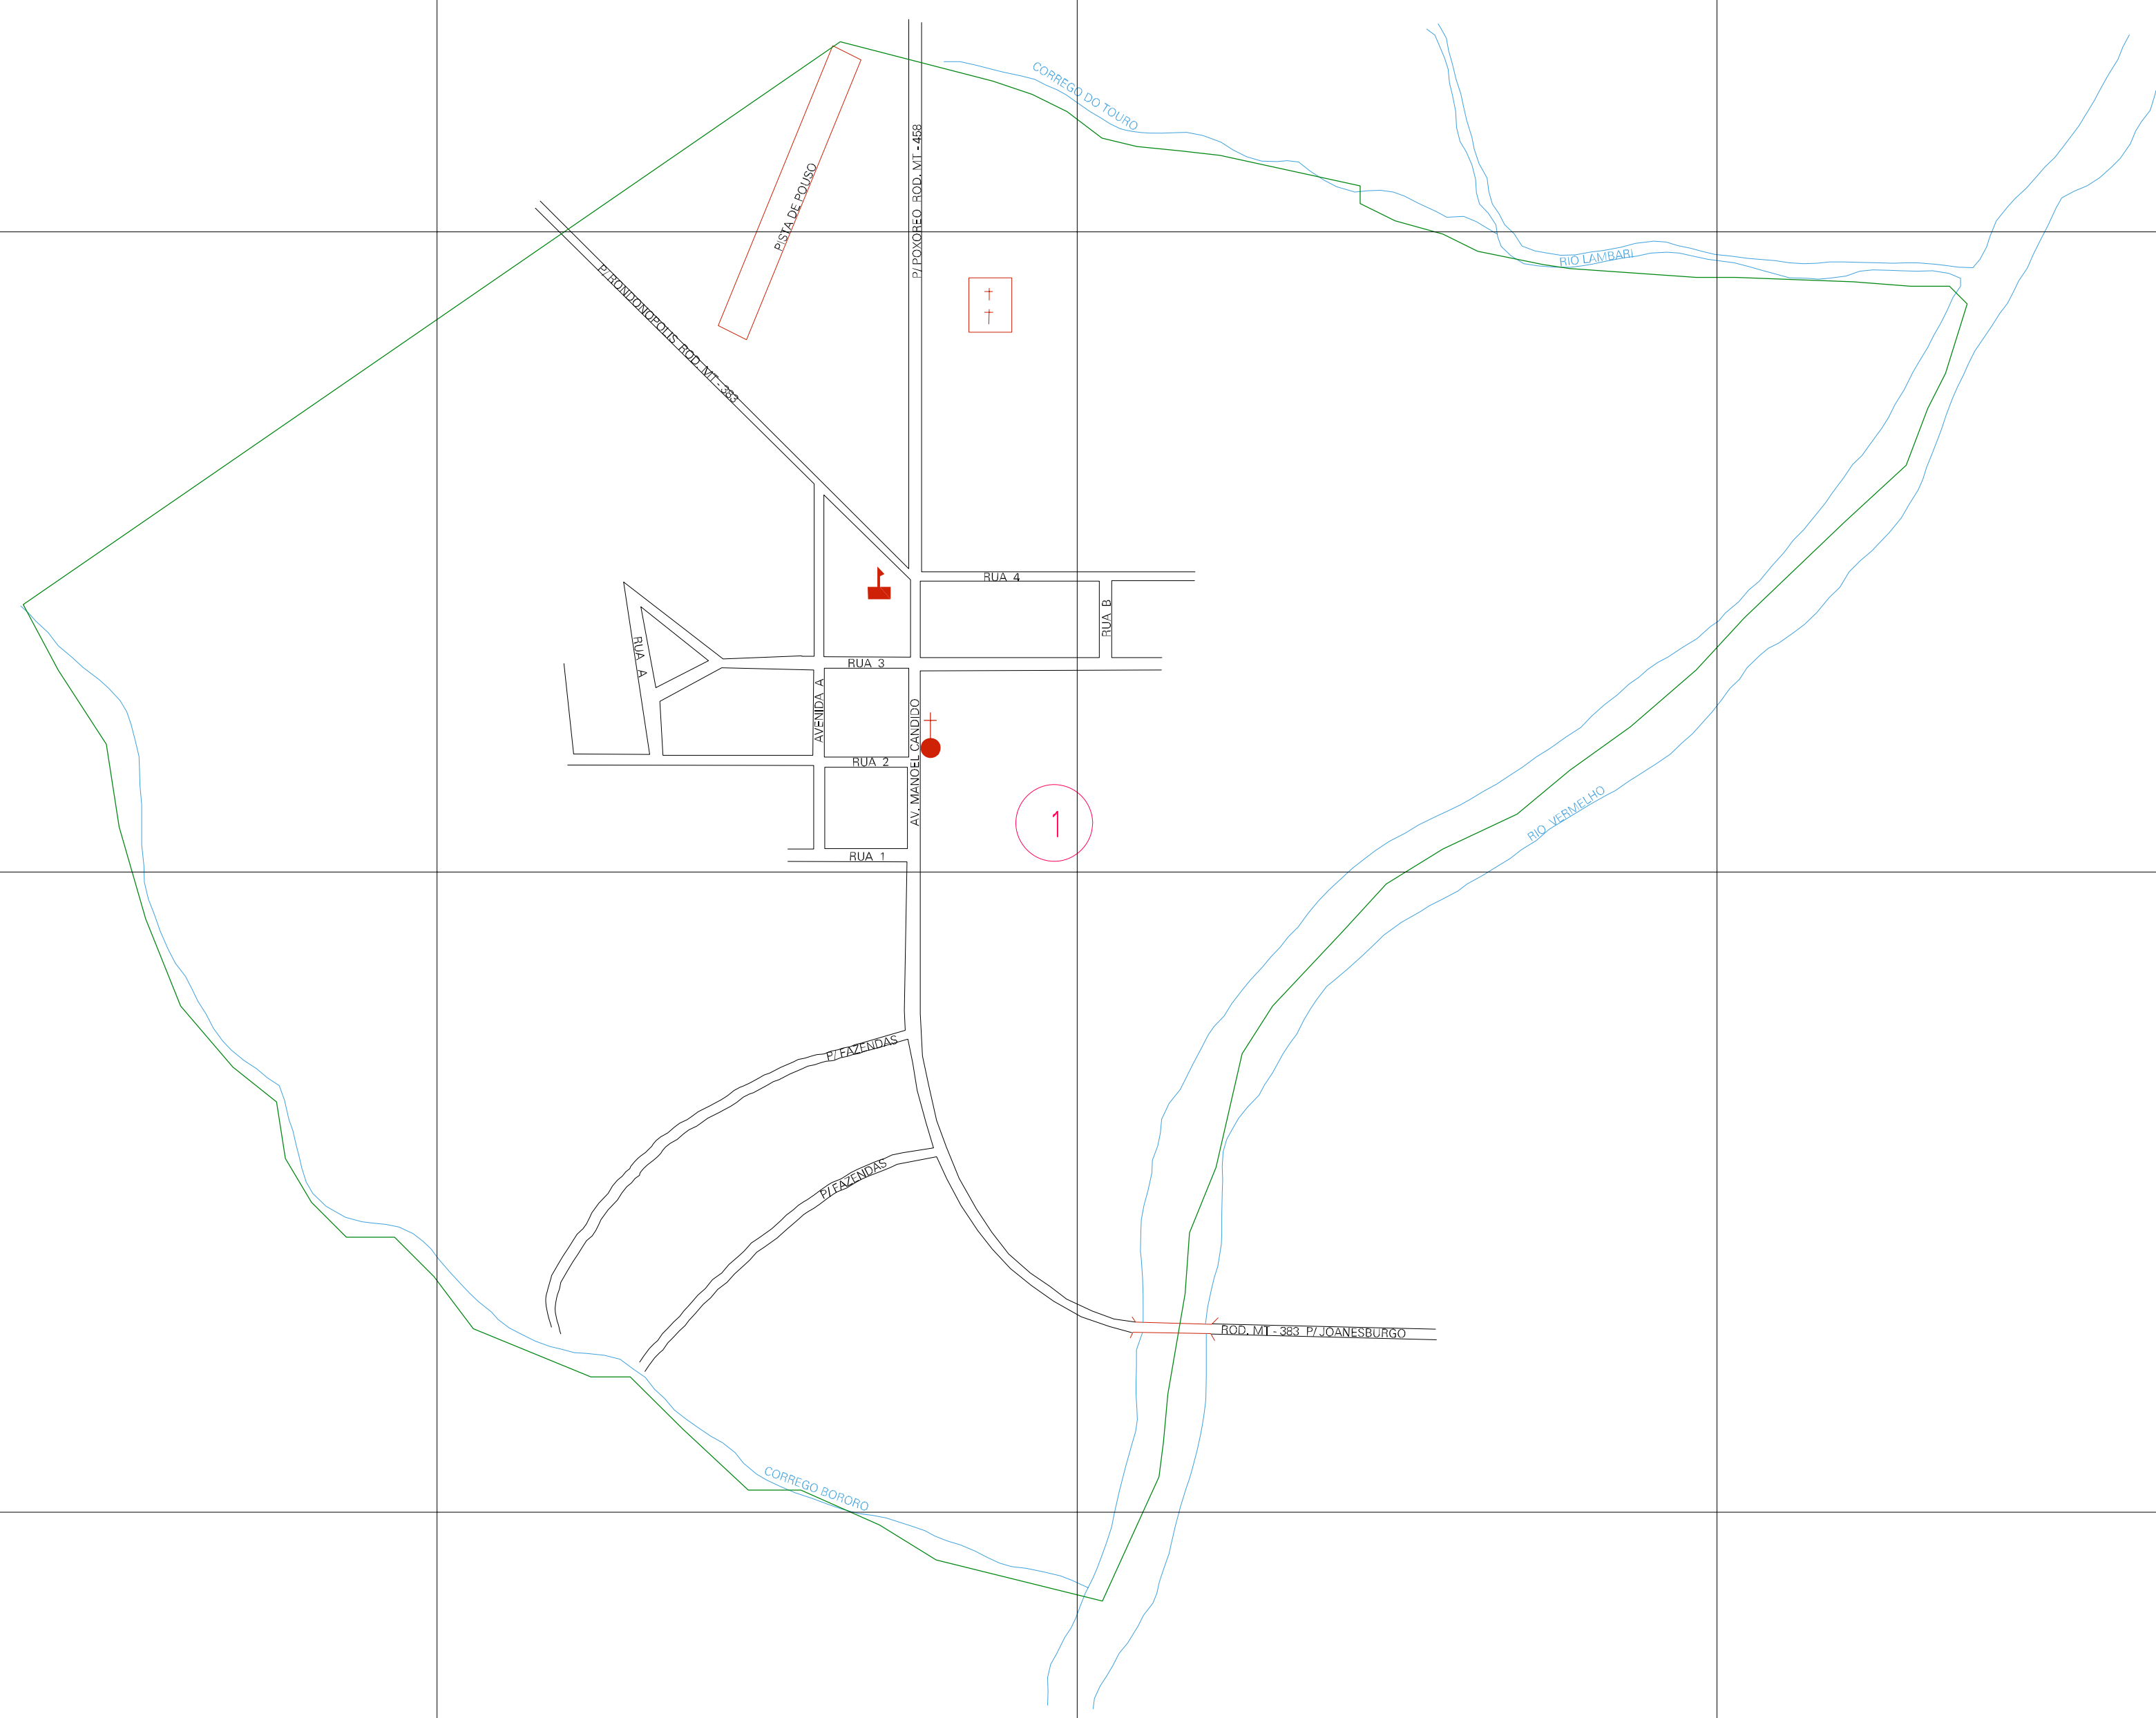 CORREGO DO TOURO
P/ POXOREO ROD. MT - 458
PISTA DE POUSO
RIO LAMBARI
P/ RONDONOPOLIS ROD. MT - 383
RUA 4
RUA B
RUA A
RUA 3
AVENIDA A
AV. MANOEL CANDIDO
RUA 2
1
RIO VERMELHO
RUA 1
P/ FAZENDAS
P/ FAZENDAS
ROD. MT - 383 P/ JOANESBURGO
CORREGO BORORO